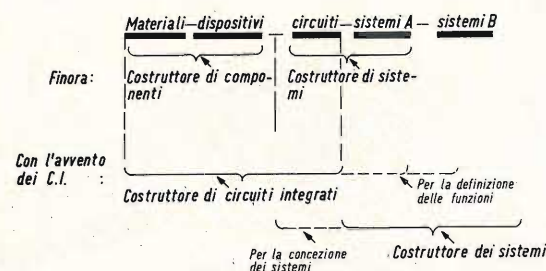 Materiali—dispositivi — circuiti—sistemi A — sistemi B
Finora: Costruttore di compo-
nenti
Costruttore di siste-
mi
Con l'avvento
dei C.I. :
Costruttore di circuiti integrati
Per la definizione
delle funzioni
Per la concezione
dei sistemi
Costruttore dei sistemi